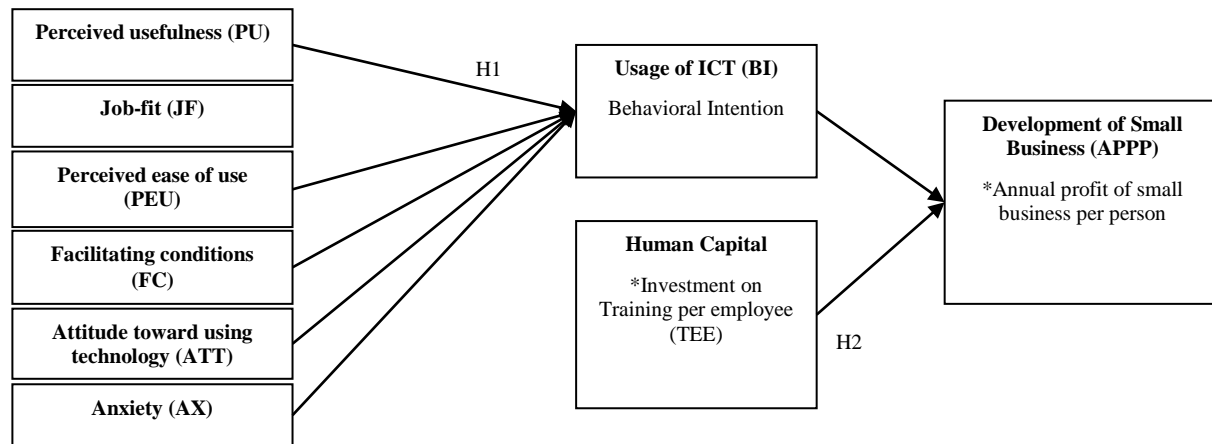 Perceived usefulness (PU)
Job-fit (JF)
Perceived ease of use
(PEU)
Facilitating conditions
(FC)
Attitude toward using
technology (ATT)
Anxiety (AX)
H1
Usage of ICT (BI)
Behavioral Intention
Human Capital
*Investment on
Training per employee
(TEE)
H2
Development of Small
Business (APPP)
*Annual profit of small
business per person